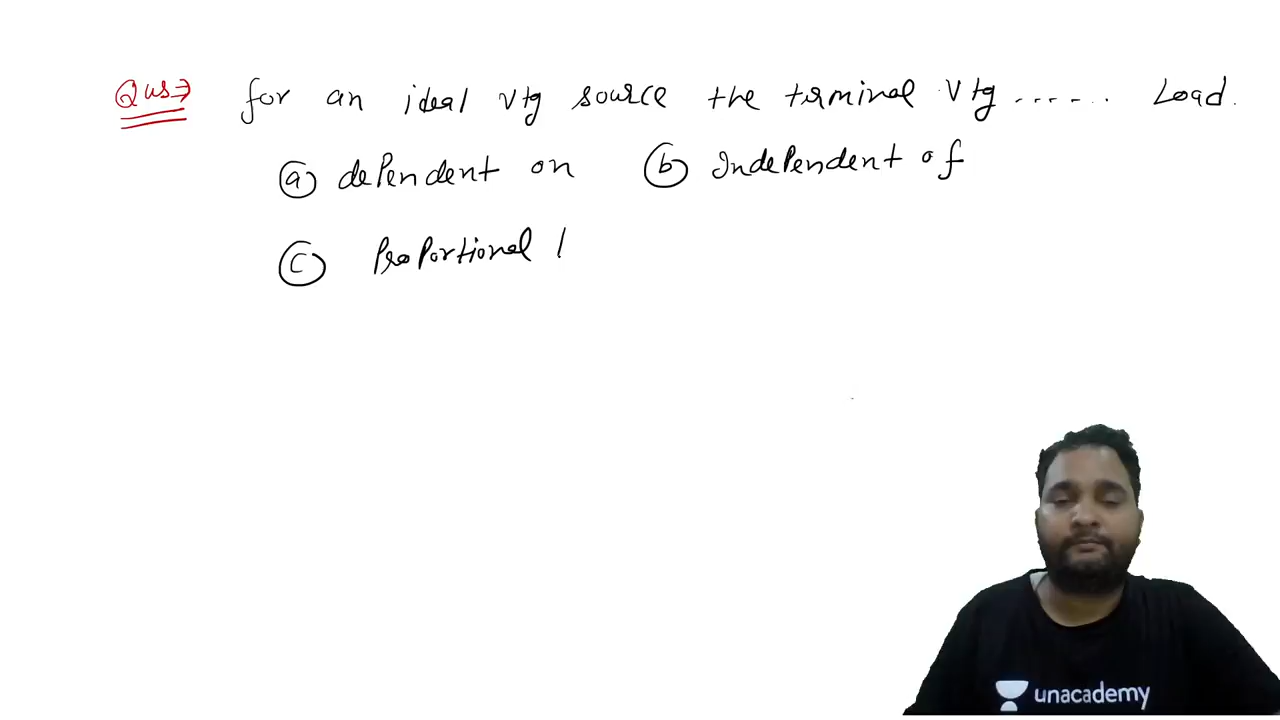 Qus→ for an ideal Vtg source the terminal Vtg ...... Load.
(a) dependent on (b) Independent of
(c) Proportional
unacademy